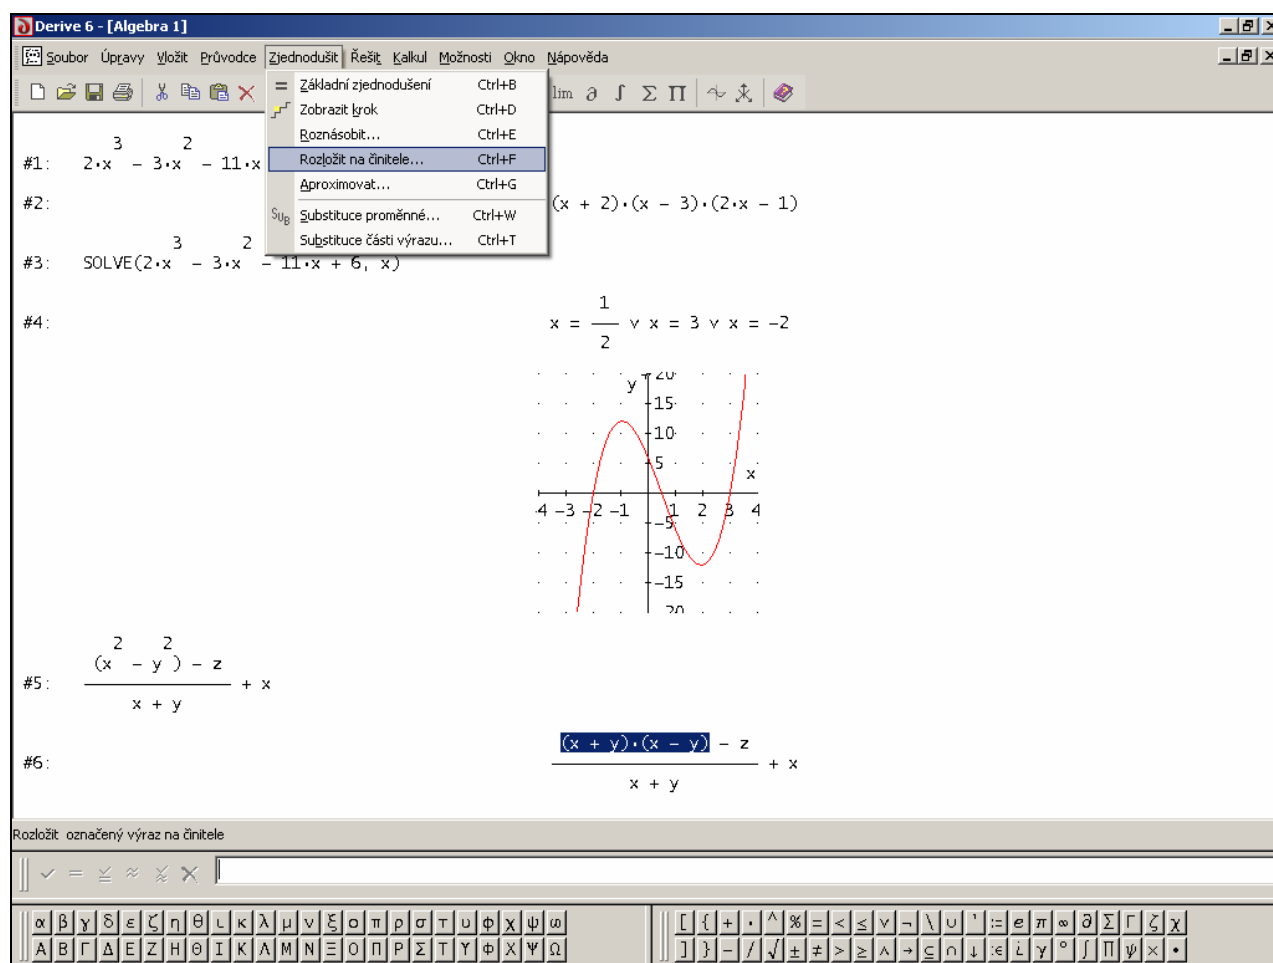 Derive 6 - [Algebra 1]
Soubor Úpravy Vložit Průvodce Zjednodušit Řešit Kalkul Možnosti Okno Nápověda
Základní zjednodušení Ctrl+B
Zobrazit krok Ctrl+D
Roznásobit... Ctrl+E
Rozložit na činitele... Ctrl+F
Aproximovat... Ctrl+G
Substituce proměnné... Ctrl+W
Substituce části výrazu... Ctrl+T
lim ∂ ∫ Σ Π
#1: 2·x³ - 3·x² - 11·x
#2: (x + 2)·(x - 3)·(2·x - 1)
#3: SOLVE(2·x³ - 3·x² - 11·x + 6, x)
#4: x = 1/2 ∨ x = 3 ∨ x = -2
y 20
15
10
5
x
-4 -3 -2 -1 1 2 3 4
-5
-10
-15
20
#5: ((x² - y²) - z)/(x + y) + x
#6: ((x + y)·(x - y) - z)/(x + y) + x
Rozložit označený výraz na činitele
α β γ δ ε ζ η θ ι κ λ μ ν ξ ο π ρ σ τ υ φ χ ψ ω
Α Β Γ Δ Ε Ζ Η Θ Ι Κ Λ Μ Ν Ξ Ο Π Ρ Σ Τ Υ Φ Χ Ψ Ω
[ { + · ^ % = < ≤ ∨ ¬ \ ∪ ' := e π ∞ ∂ Σ Γ ζ χ
] } - / √ ± ≠ > ≥ ∧ → ⊆ ∩ ↓ :∈ i γ ° ∫ Π ψ × •